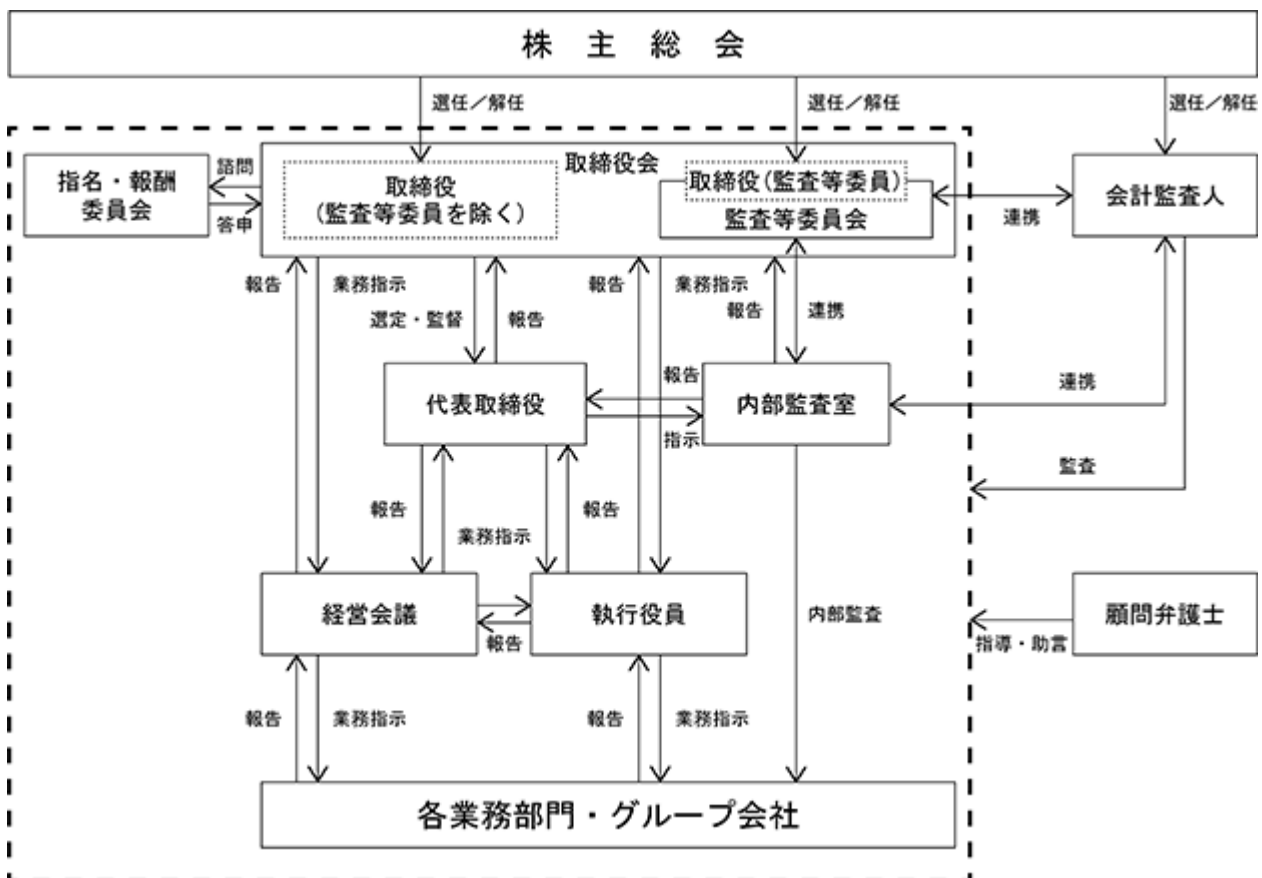 株主総会
選任／解任
選任／解任
選任／解任
取締役会
指名・報酬
委員会
諮問
答申
取締役
(監査等委員を除く)
取締役(監査等委員)
監査等委員会
連携
会計監査人
報告
業務指示
選定・監督
報告
報告
業務指示
報告
連携
代表取締役
報告
指示
内部監査室
連携
監査
報告
業務指示
報告
経営会議
報告
執行役員
内部監査
指導・助言
顧問弁護士
報告
業務指示
報告
業務指示
各業務部門・グループ会社